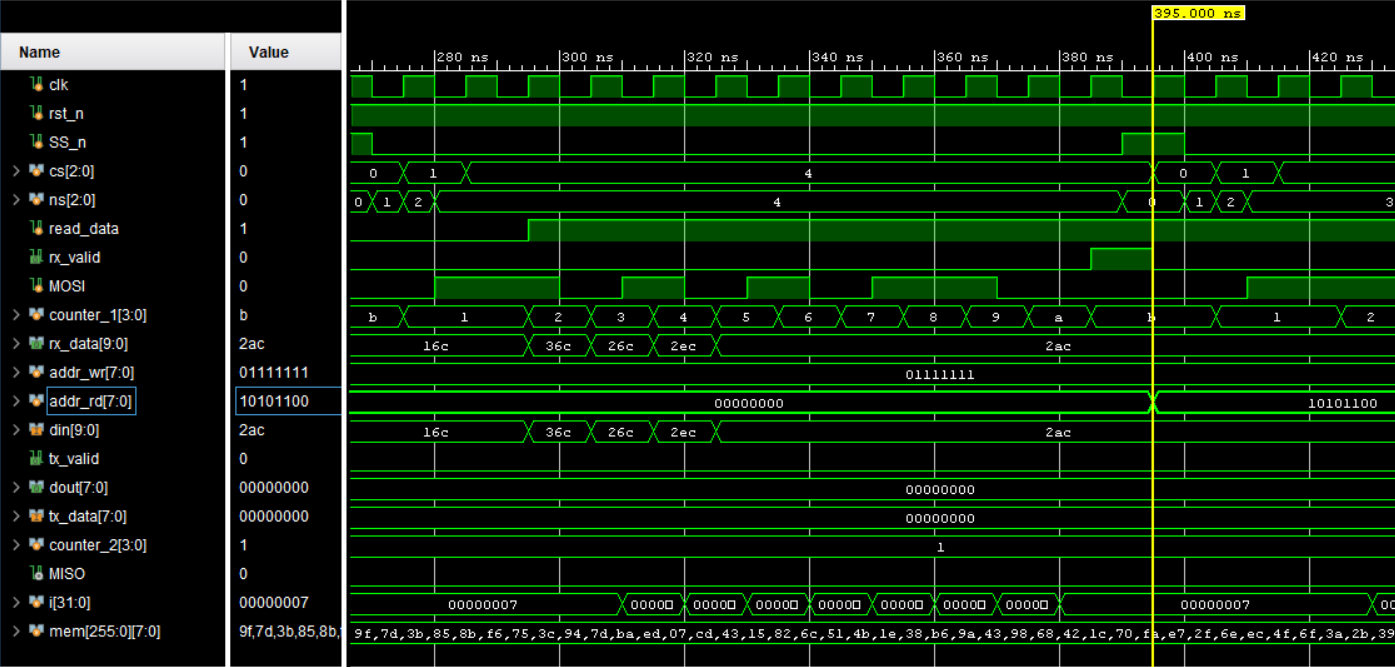 395.000 ns
Name Value
280 ns 300 ns 320 ns 340 ns 360 ns 380 ns 400 ns 420 ns
clk 1
rst_n 1
SS_n 1
cs[2:0] 0 0 1 4 0 1
ns[2:0] 0 0 1 2 4 0 1 2 3
read_data 1
rx_valid 0
MOSI 0
counter_1[3:0] b b 1 2 3 4 5 6 7 8 9 a b 1 2
rx_data[9:0] 2ac 16c 36c 26c 2ec 2ac
addr_wr[7:0] 01111111 01111111
addr_rd[7:0] 10101100 00000000 10101100
din[9:0] 2ac 16c 36c 26c 2ec 2ac
tx_valid 0
dout[7:0] 00000000 00000000
tx_data[7:0] 00000000 00000000
counter_2[3:0] 1 1
MISO 0
i[31:0] 00000007 00000007 0000 0000 0000 0000 0000 0000 0000 00000007 00
mem[255:0][7:0] 9f,7d,3b,85,8b, 9f,7d,3b,85,8b,f6,75,3c,94,7d,ba,ed,07,cd,43,15,82,6c,51,4b,1e,38,b6,9a,43,98,68,42,1c,70,fa,e7,2f,6e,ec,4f,6f,3a,2b,39